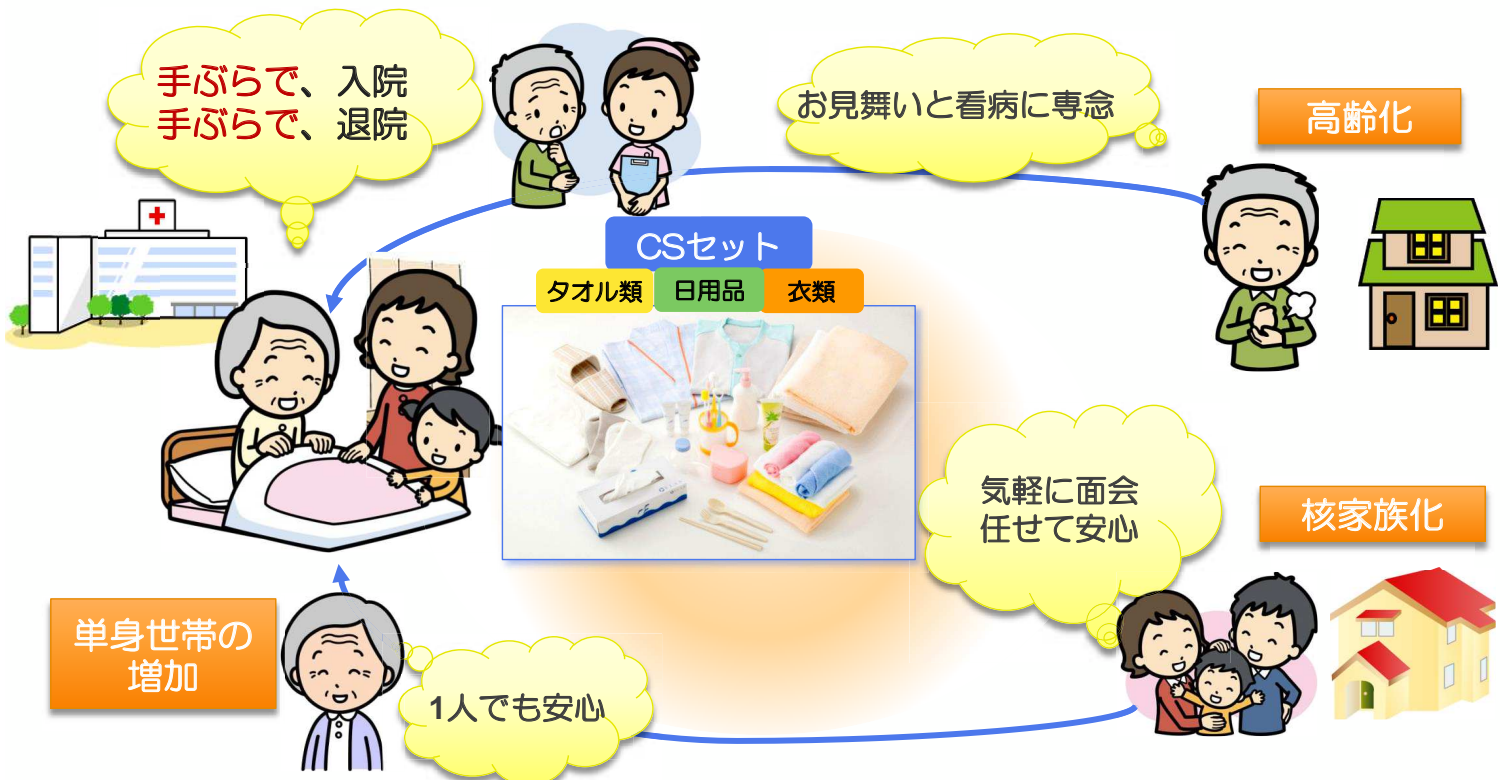 手ぶらで、入院
手ぶらで、退院
お見舞いと看病に専念
高齢化
CSセット
タオル類
日用品
衣類
気軽に面会
任せて安心
核家族化
単身世帯の
増加
1人でも安心